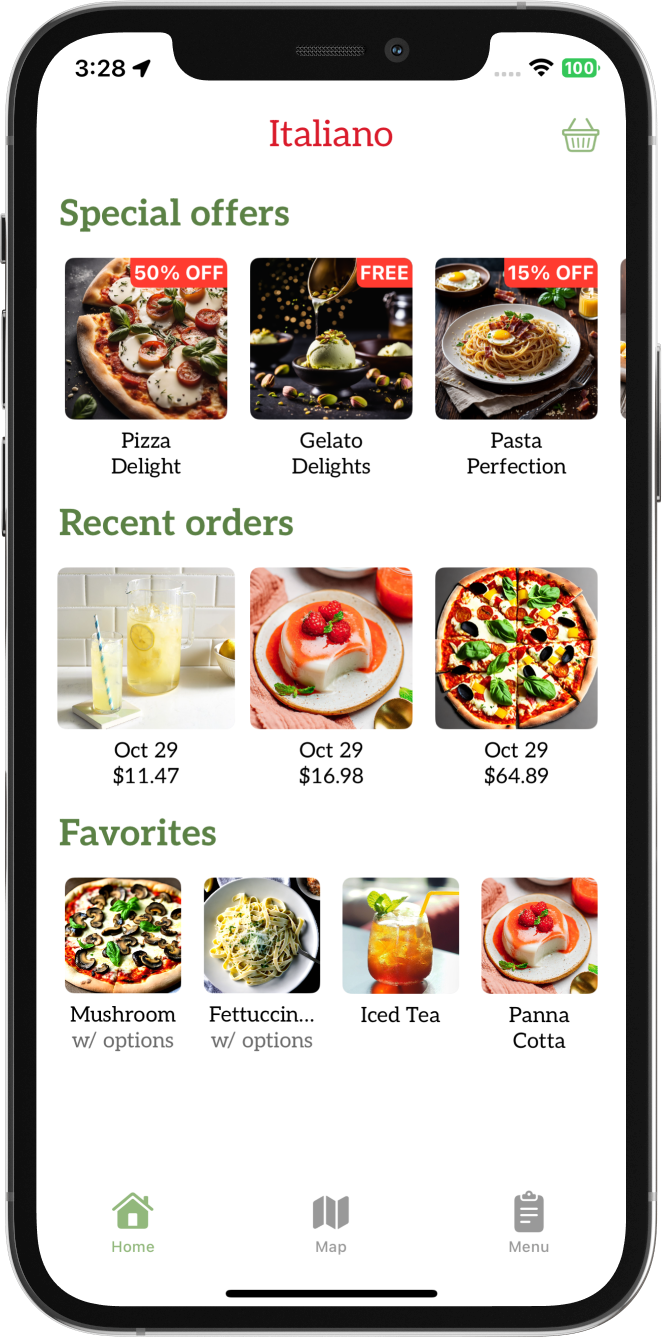 3:28
100
Italiano
Special offers
50% OFF
FREE
15% OFF
Pizza
Delight
Gelato
Delights
Pasta
Perfection
Recent orders
Oct 29
$11.47
Oct 29
$16.98
Oct 29
$64.89
Favorites
Mushroom
w/ options
Fettuccin...
w/ options
Iced Tea
Panna
Cotta
Home
Map
Menu